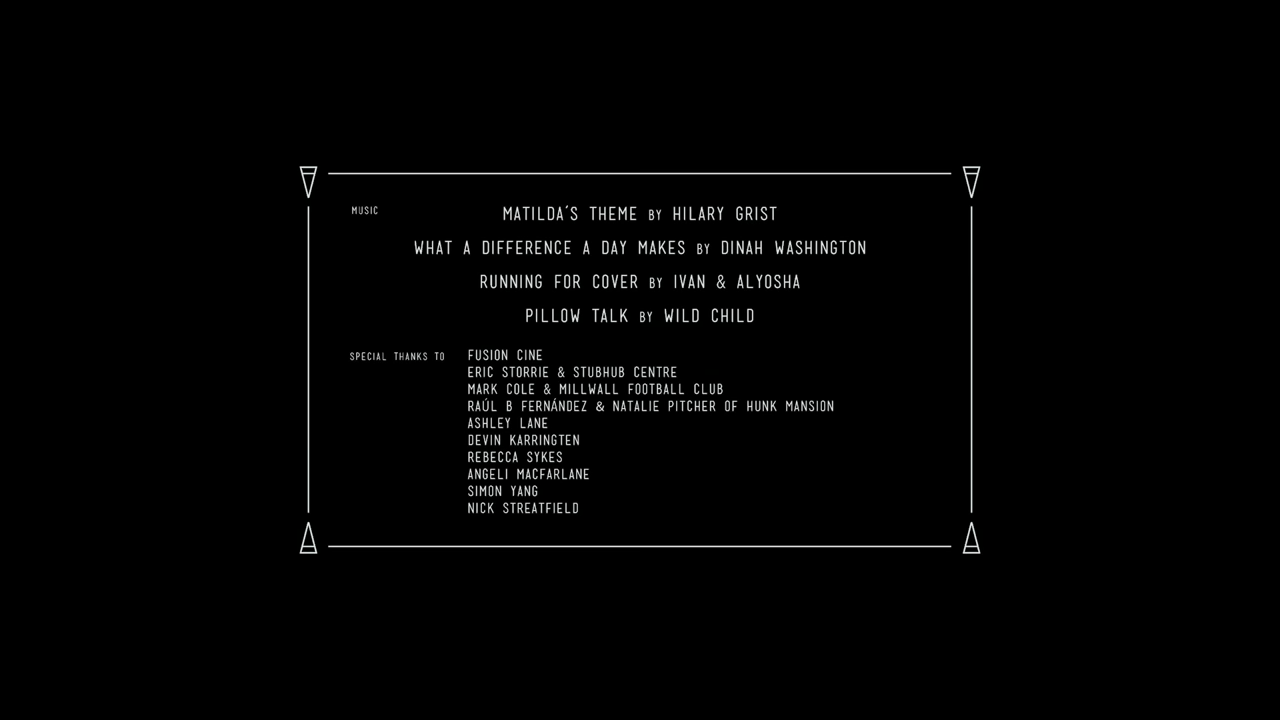 MUSIC
MATILDA'S THEME BY HILARY GRIST
WHAT A DIFFERENCE A DAY MAKES BY DINAH WASHINGTON
RUNNING FOR COVER BY IVAN & ALYOSHA
PILLOW TALK BY WILD CHILD
SPECIAL THANKS TO
FUSION CINE
ERIC STORRIE & STUBHUB CENTRE
MARK COLE & MILLWALL FOOTBALL CLUB
RAÚL B FERNÁNDEZ & NATALIE PITCHER OF HUNK MANSION
ASHLEY LANE
DEVIN KARRINGTEN
REBECCA SYKES
ANGELI MACFARLANE
SIMON YANG
NICK STREATFIELD